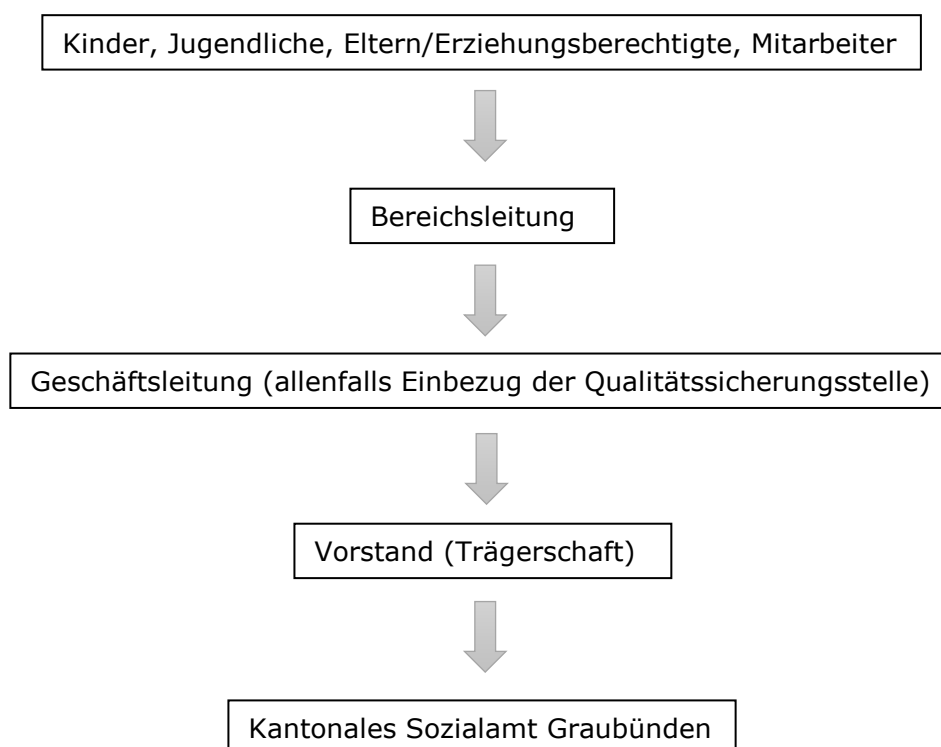 Kinder, Jugendliche, Eltern/Erziehungsberechtigte, Mitarbeiter
Bereichsleitung
Geschäftsleitung (allenfalls Einbezug der Qualitätssicherungsstelle)
Vorstand (Trägerschaft)
Kantonales Sozialamt Graubünden